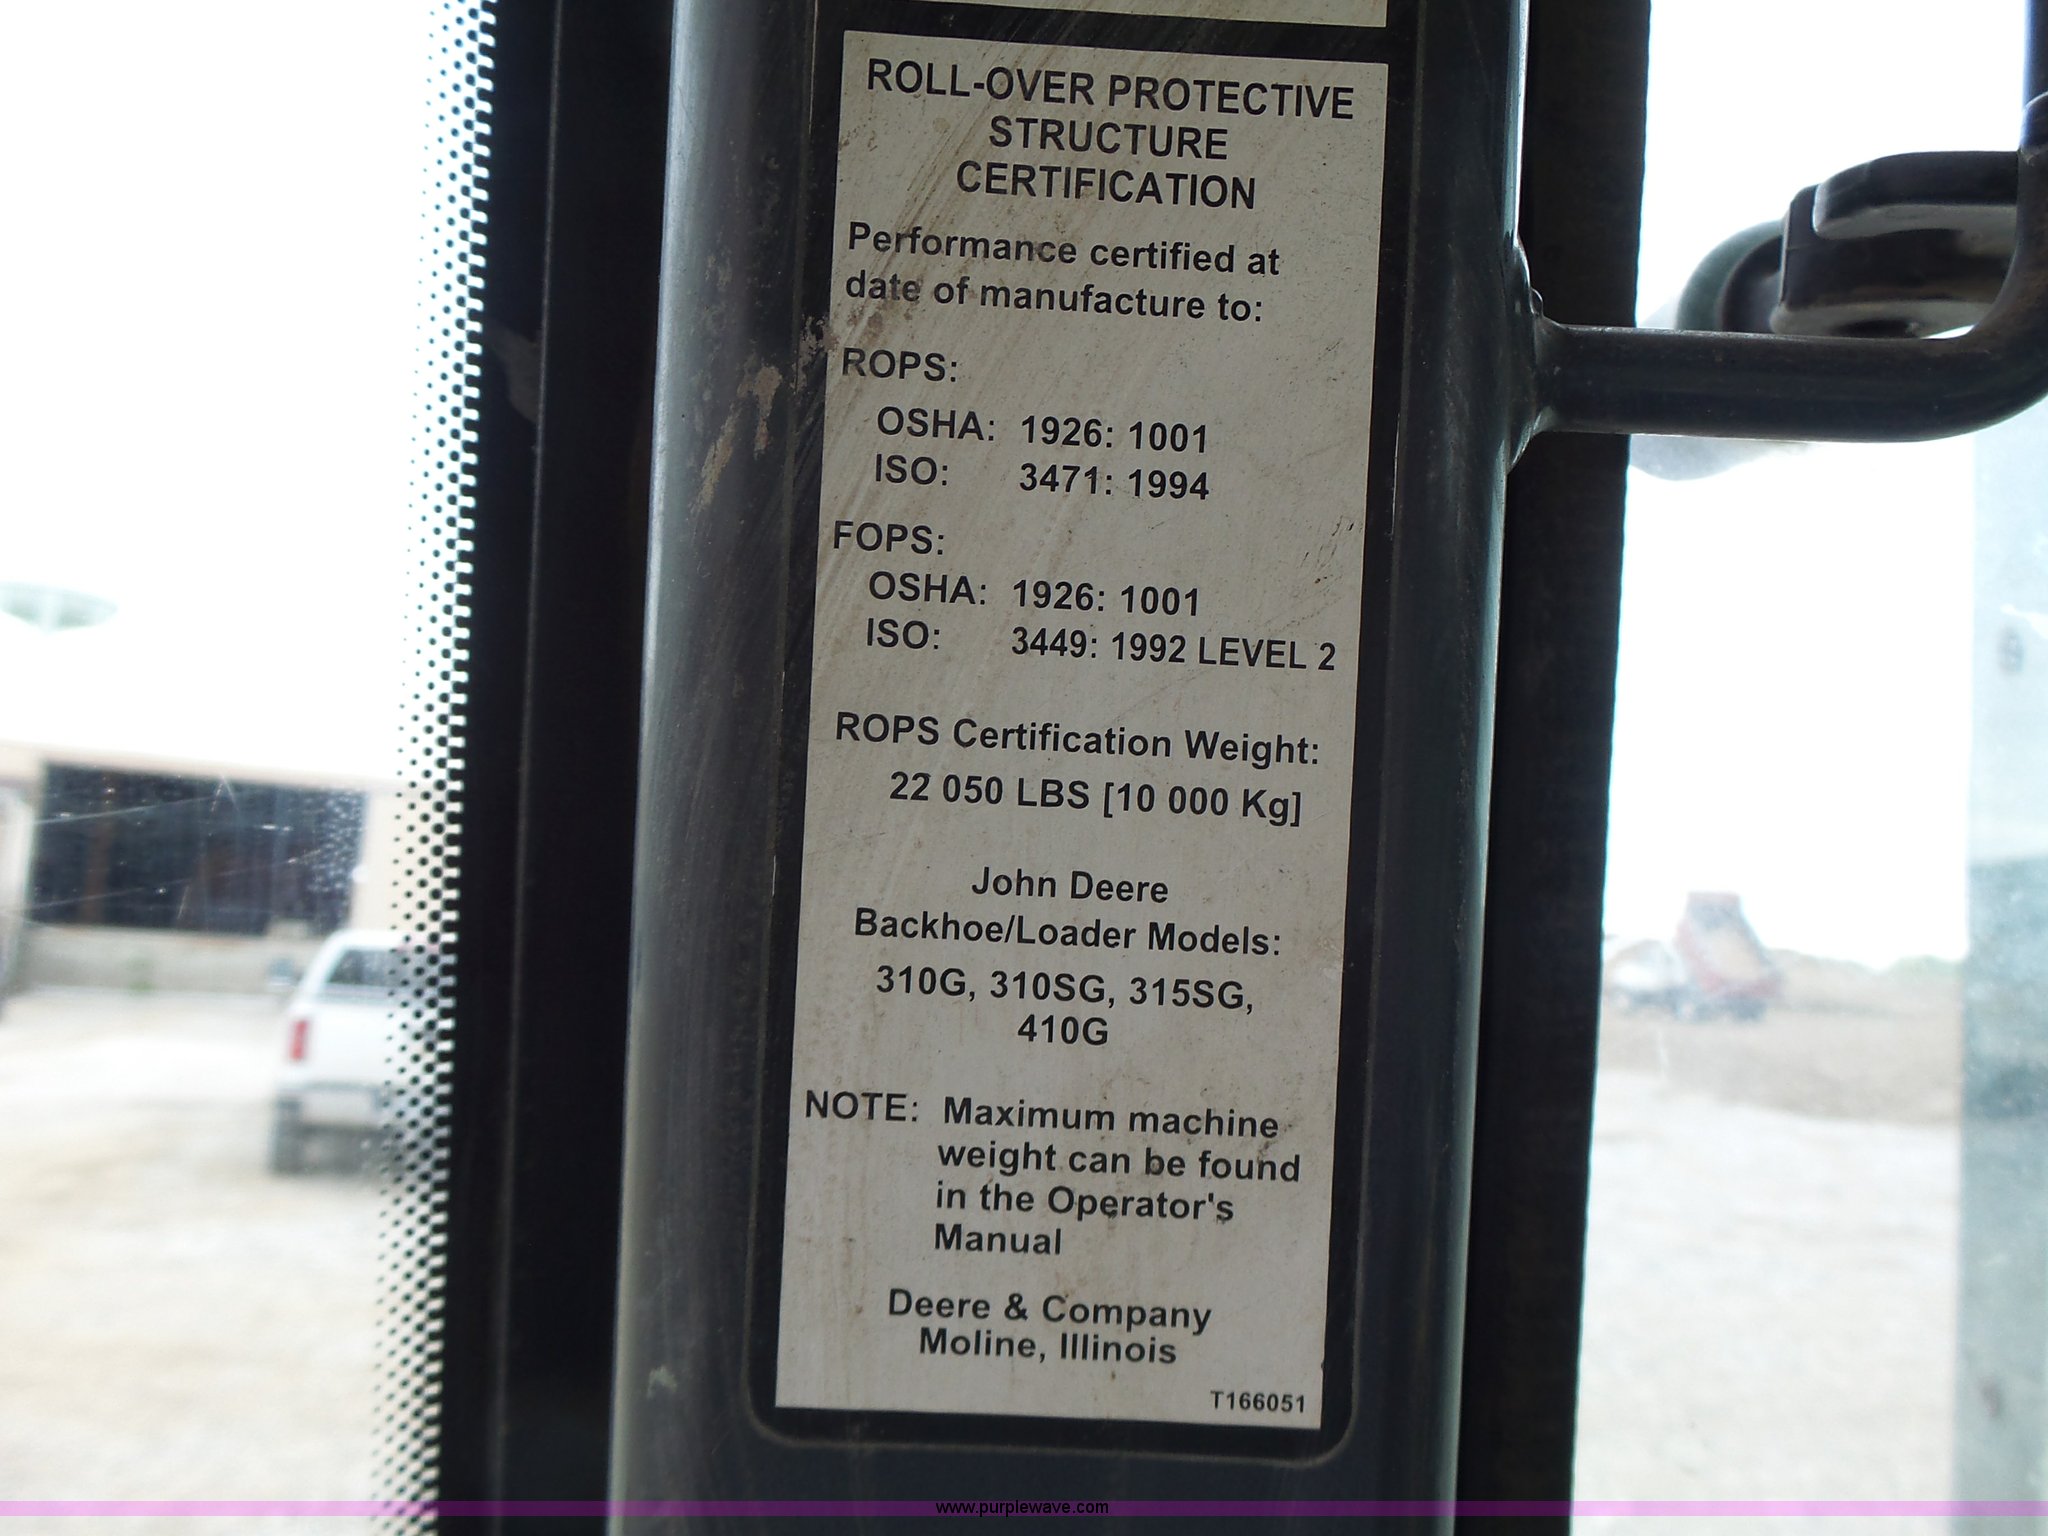 ROLL-OVER PROTECTIVE
STRUCTURE
CERTIFICATION
Performance certified at
date of manufacture to:
ROPS:
OSHA: 1926: 1001
ISO: 3471: 1994
FOPS:
OSHA: 1926: 1001
ISO: 3449: 1992 LEVEL 2
ROPS Certification Weight:
22 050 LBS [10 000 Kg]
John Deere
Backhoe/Loader Models:
310G, 310SG, 315SG,
410G
NOTE: Maximum machine
weight can be found
in the Operator's
Manual
Deere & Company
Moline, Illinois
T166051
www.purplewave.com